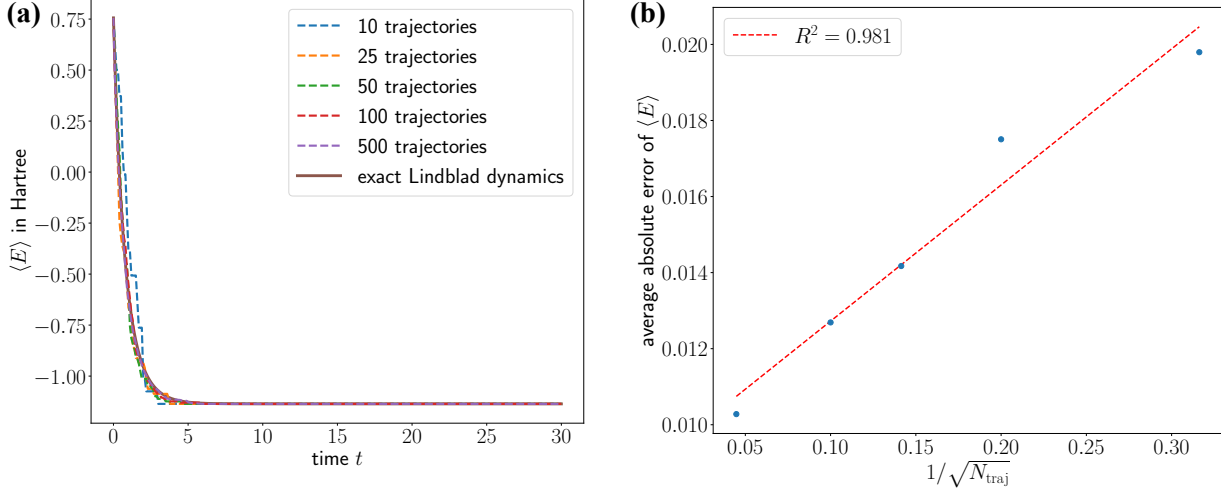 (a)
0.75
0.50
0.25
0.00
−0.25
−0.50
−0.75
−1.00
⟨E⟩ in Hartree
10 trajectories
25 trajectories
50 trajectories
100 trajectories
500 trajectories
exact Lindblad dynamics
0 5 10 15 20 25 30
time t
(b)
0.020
0.018
0.016
0.014
0.012
0.010
average absolute error of ⟨E⟩
R² = 0.981
0.05 0.10 0.15 0.20 0.25 0.30
1/√N_traj